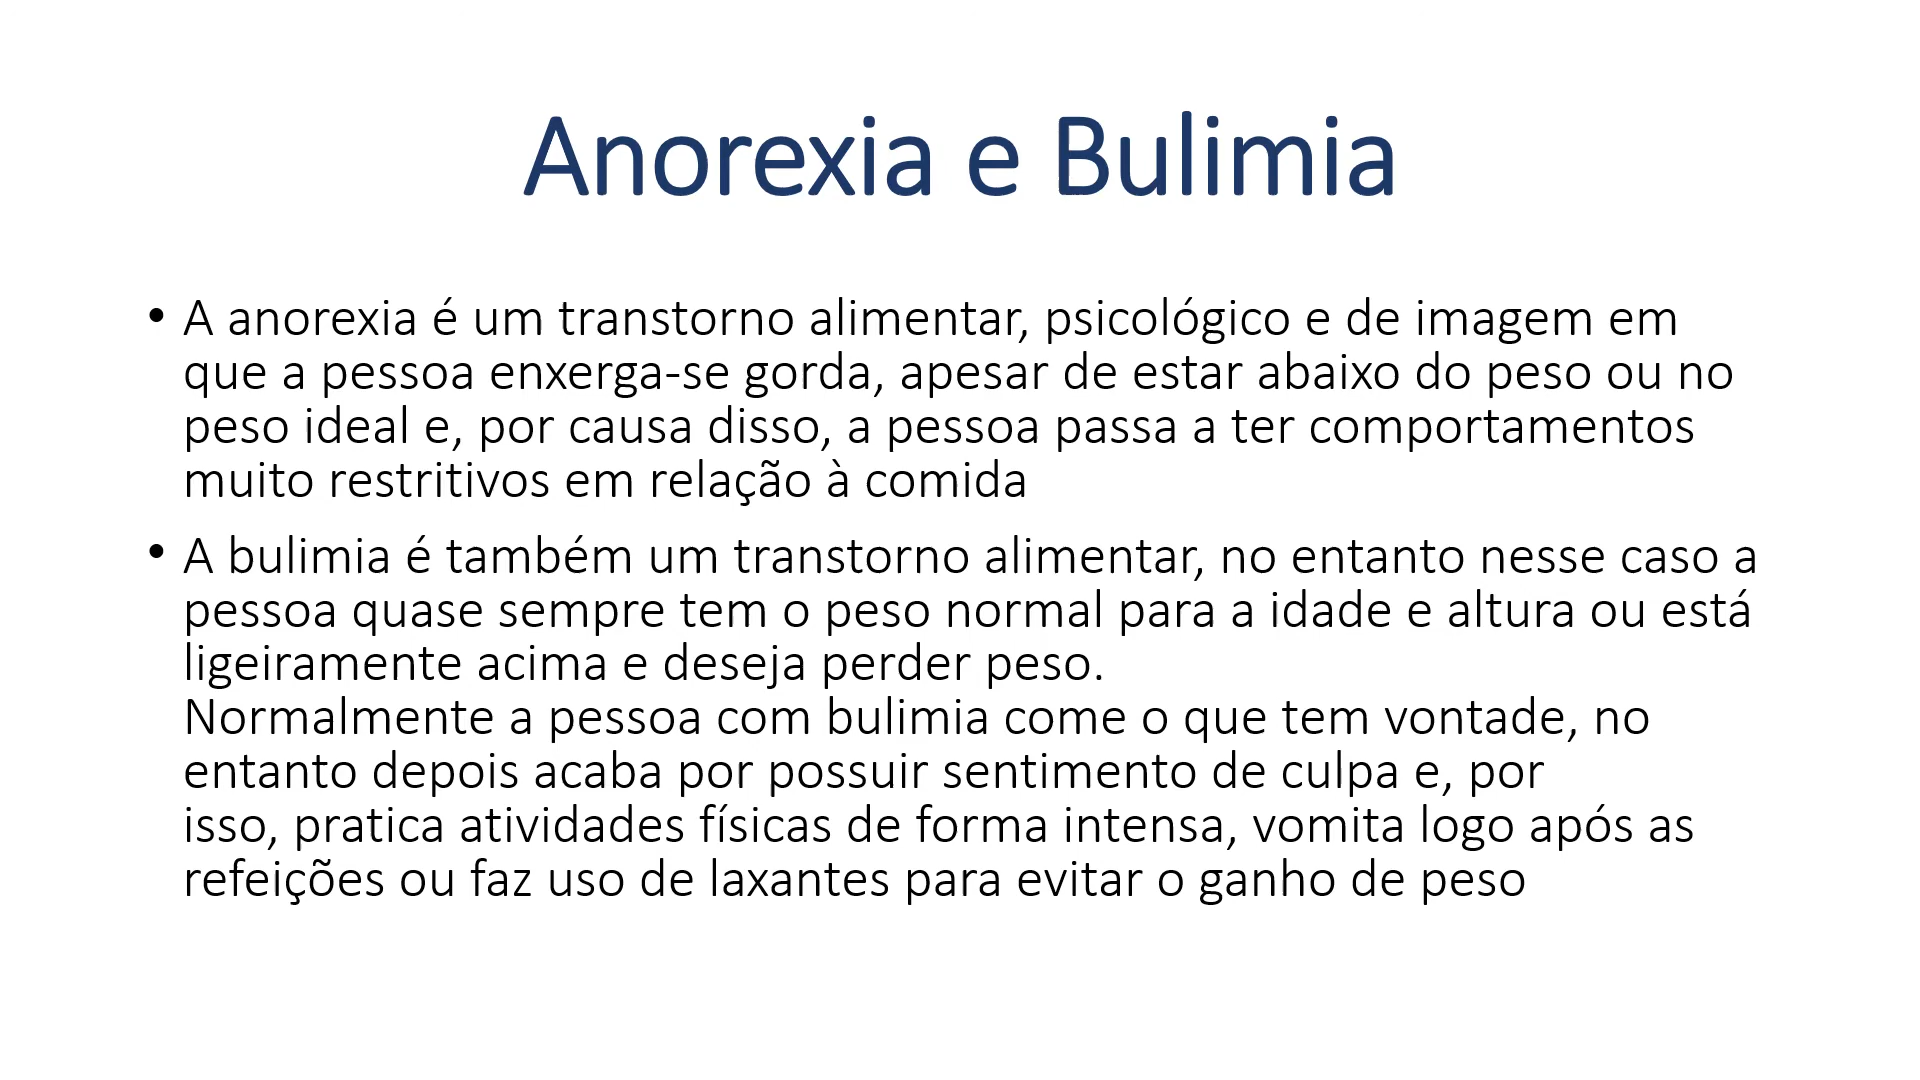 Anorexia e Bulimia
• A anorexia é um transtorno alimentar, psicológico e de imagem em
que a pessoa enxerga-se gorda, apesar de estar abaixo do peso ou no
peso ideal e, por causa disso, a pessoa passa a ter comportamentos
muito restritivos em relação à comida
• A bulimia é também um transtorno alimentar, no entanto nesse caso a
pessoa quase sempre tem o peso normal para a idade e altura ou está
ligeiramente acima e deseja perder peso.
Normalmente a pessoa com bulimia come o que tem vontade, no
entanto depois acaba por possuir sentimento de culpa e, por
isso, pratica atividades físicas de forma intensa, vomita logo após as
refeições ou faz uso de laxantes para evitar o ganho de peso